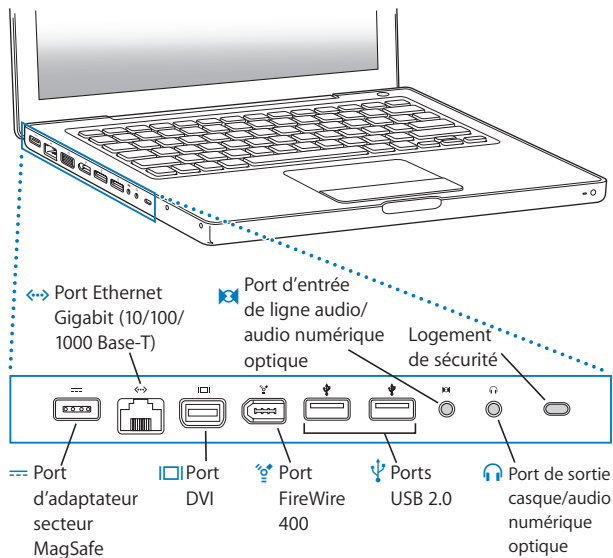 Port Ethernet
Gigabit (10/100/
1000 Base-T)
Port d'entrée
de ligne audio/
audio numérique
optique
Logement
de sécurité
Port
d'adaptateur
secteur
MagSafe
Port
DVI
Port
FireWire
400
Ports
USB 2.0
Port de sortie
casque/audio
numérique
optique